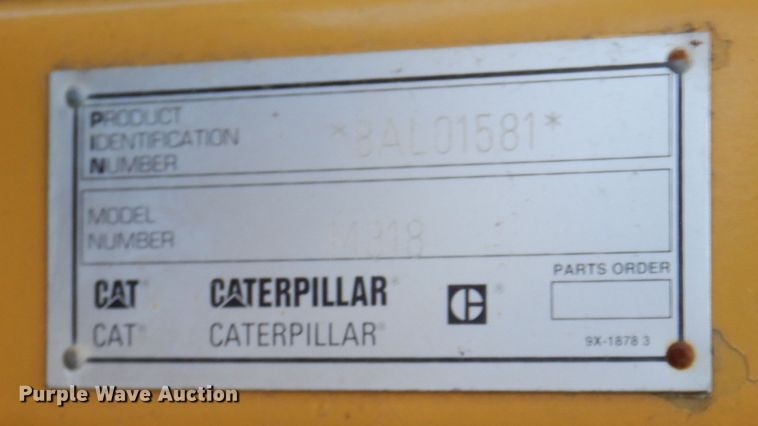 PRODUCT
IDENTIFICATION
NUMBER
*8AL01581*
MODEL
NUMBER
M318
CAT® CATERPILLAR® C®
CAT® CATERPILLAR®
PARTS ORDER
9X-1878 3
Purple Wave Auction